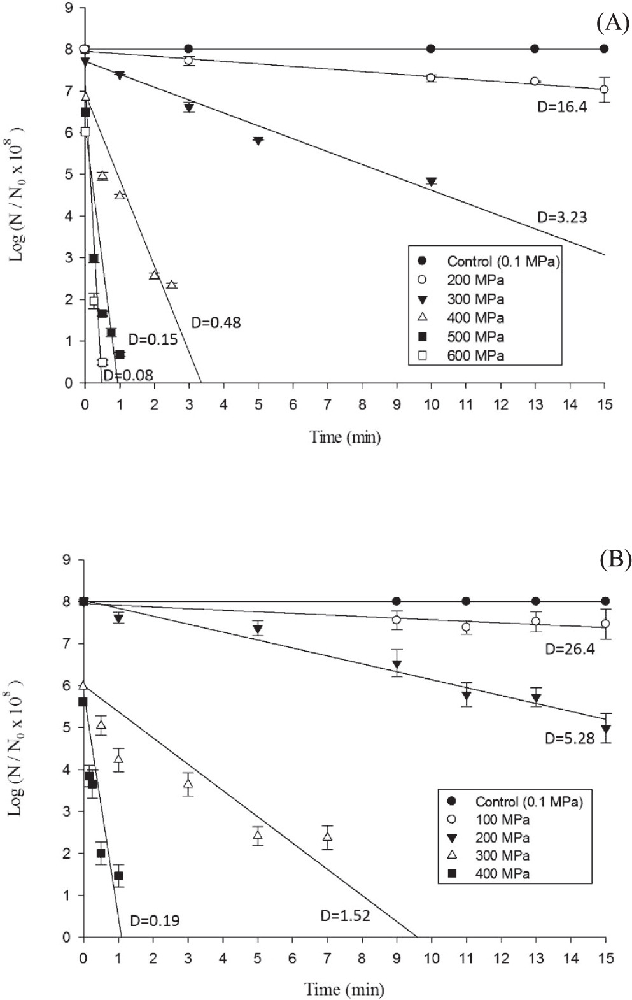 (A)
9
8
7
6
5
4
3
2
1
0
Log (N / N0 x 10^8 )
D=16.4
D=3.23
D=0.48
D=0.15
D=0.08
Control (0.1 MPa)
200 MPa
300 MPa
400 MPa
500 MPa
600 MPa
0 1 2 3 4 5 6 7 8 9 10 11 12 13 15
Time (min)
(B)
9
8
7
6
5
4
3
2
1
0
Log (N / N0 x 10^8 )
D=26.4
D=5.28
Control (0.1 MPa)
100 MPa
200 MPa
300 MPa
400 MPa
D=1.52
D=0.19
0 1 2 3 4 5 6 7 8 9 10 11 12 13 15
Time (min)